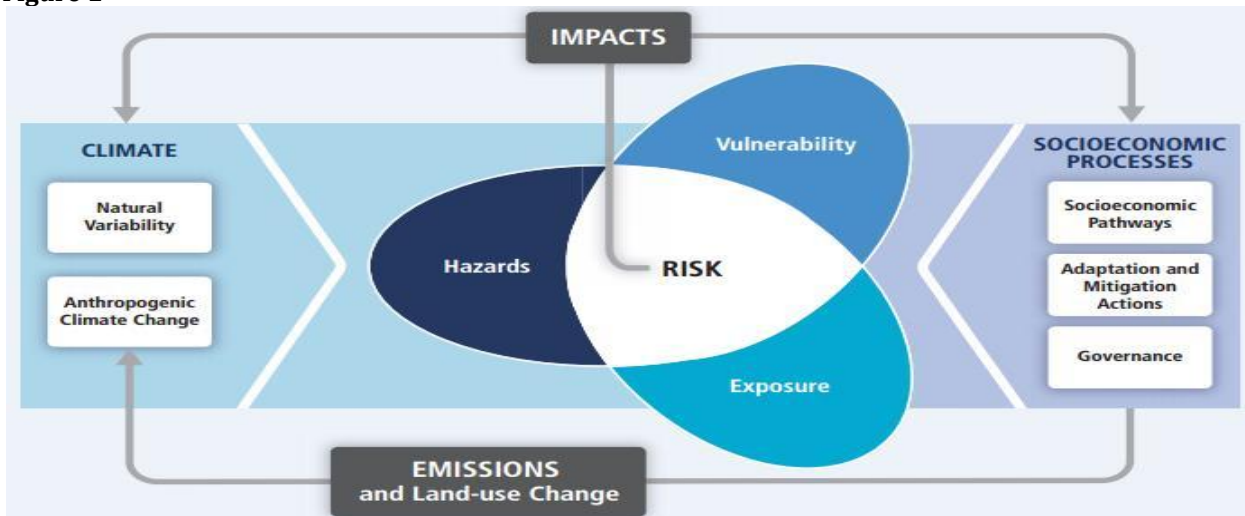 IMPACTS
CLIMATE
Natural
Variability
Anthropogenic
Climate Change
Hazards
Vulnerability
RISK
Exposure
SOCIOECONOMIC
PROCESSES
Socioeconomic
Pathways
Adaptation and
Mitigation
Actions
Governance
EMISSIONS
and Land-use Change